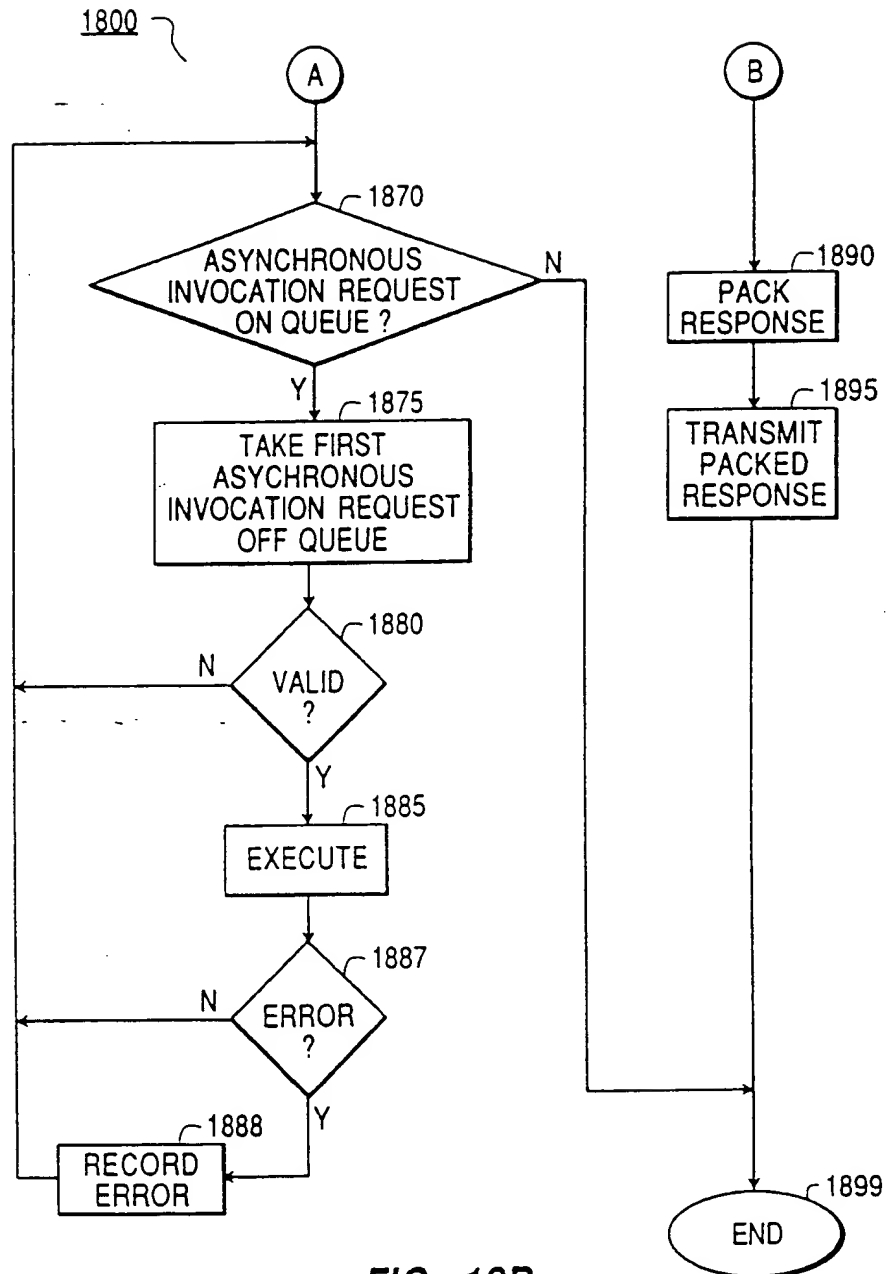 1800
A
B
1870
ASYNCHRONOUS
INVOCATION REQUEST
ON QUEUE ?
N
Y
1875
TAKE FIRST
ASYCHRONOUS
INVOCATION REQUEST
OFF QUEUE
1880
VALID
?
N
Y
1885
EXECUTE
1887
ERROR
?
N
Y
1888
RECORD
ERROR
1890
PACK
RESPONSE
1895
TRANSMIT
PACKED
RESPONSE
1899
END